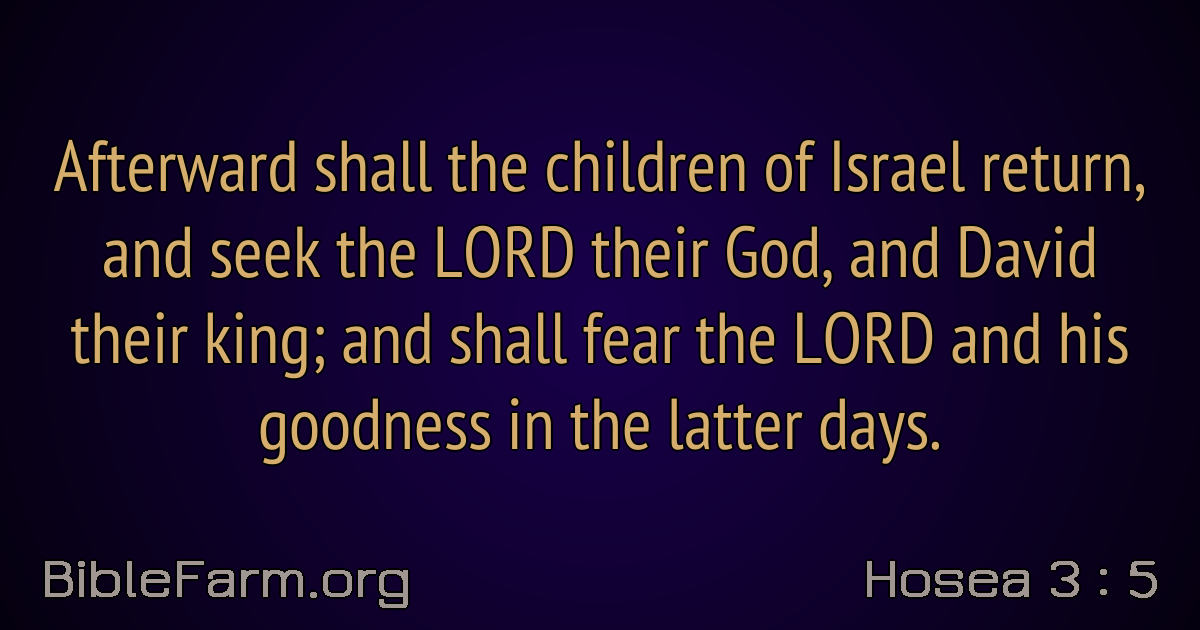 Afterward shall the children of Israel return,
and seek the LORD their God, and David
their king; and shall fear the LORD and his
goodness in the latter days.
BibleFarm.org
Hosea 3 : 5